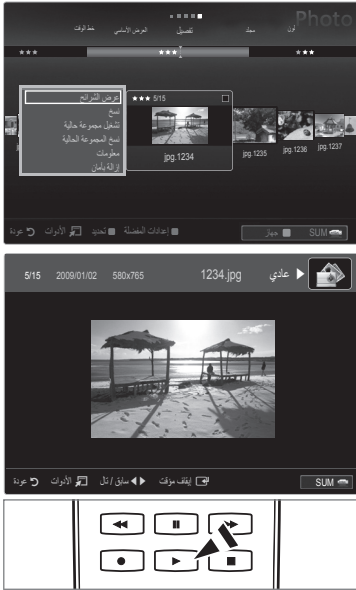 Photo
لون مجلد تفصيل العرض الأساسي خط الوقت
★★★ ★★★ ★★★
عرض الشرائح
نسخ
تشغيل مجموعة حالية
نسخ المجموعة الحالية
معلومات
إزالة بأمان
★★★ 5/15
jpg.1234
jpg.1235
jpg.1236
jpg.1237
SUM جهاز إعدادات المفضلة تحديد الأدوات عودة
عادي 1234.jpg 580x765 2009/01/02 5/15
SUM إيقاف مؤقت سابق / تال الأدوات عودة